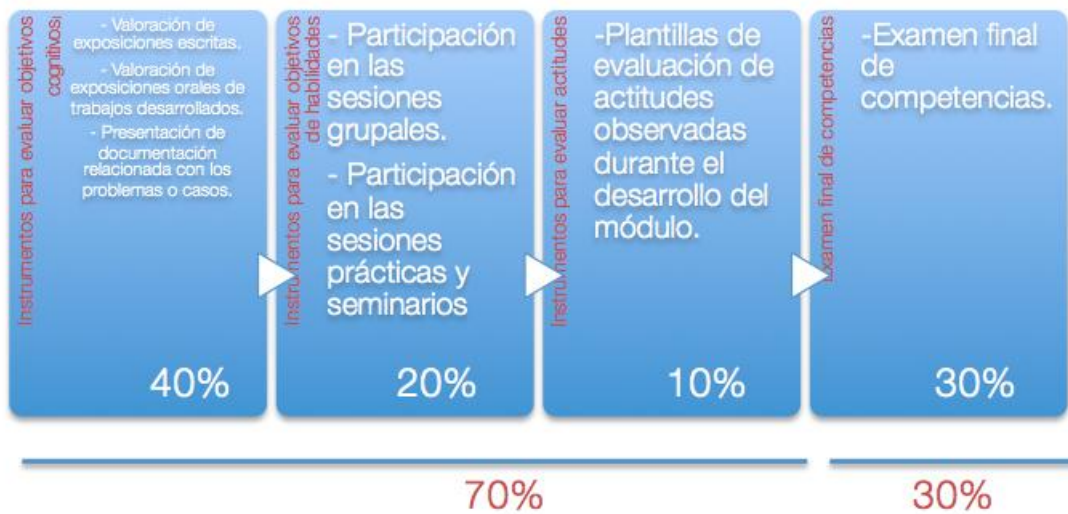 Instrumentos para evaluar objetivos
cognitivos;
- Valoración de
exposiciones escritas.
- Valoración de
exposiciones orales de
trabajos desarrollados.
- Presentación de
documentación
relacionada con los
problemas o casos.
40%
Instrumentos para evaluar objetivos
de habilidades
- Participación
en las
sesiones
grupales.
- Participación
en las
sesiones
prácticas y
seminarios
20%
Instrumentos para evaluar actitudes
-Plantillas de
evaluación de
actitudes
observadas
durante el
desarrollo del
módulo.
10%
Examen final de competencias
-Examen final
de
competencias.
30%
70%
30%